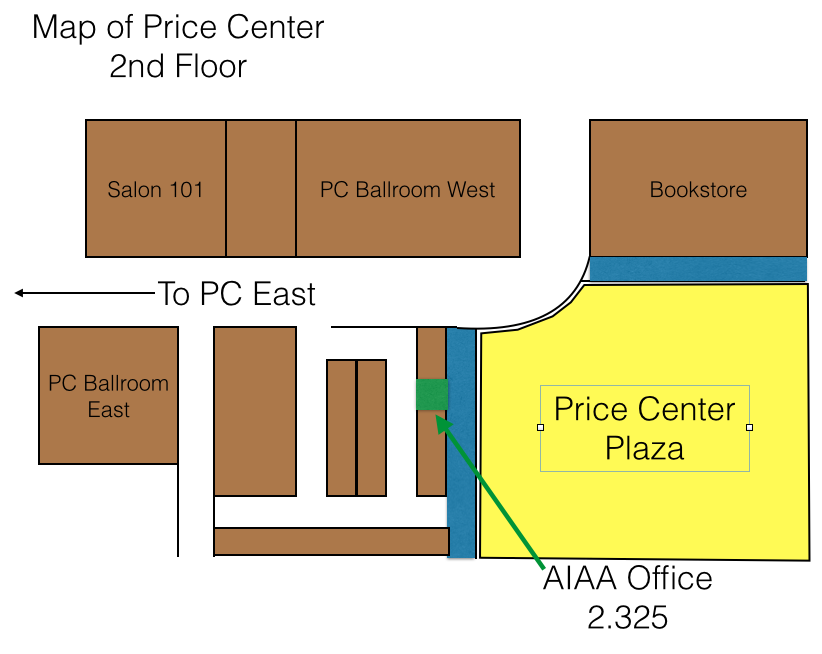 Map of Price Center
2nd Floor
Salon 101
PC Ballroom West
Bookstore
To PC East
PC Ballroom
East
Price Center
Plaza
AIAA Office
2.325